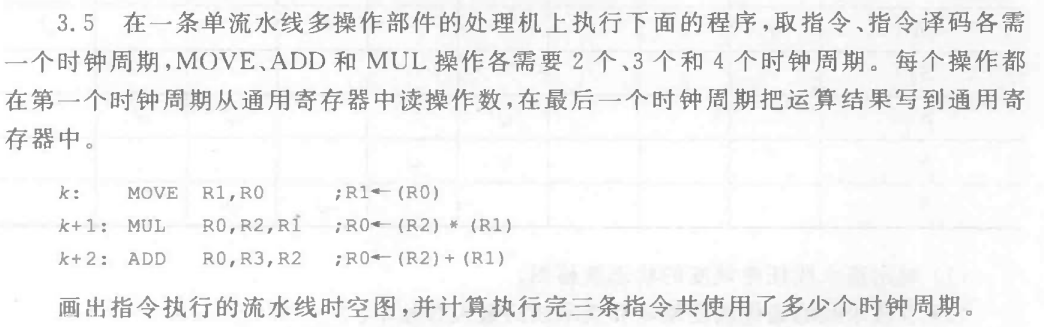 3.5 在一条单流水线多操作部件的处理机上执行下面的程序,取指令、指令译码各需
一个时钟周期,MOVE、ADD 和 MUL 操作各需要 2 个、3 个和 4 个时钟周期。每个操作都
在第一个时钟周期从通用寄存器中读操作数,在最后一个时钟周期把运算结果写到通用寄
存器中。
k: MOVE R1,R0 ;R1←(R0)
k+1: MUL R0,R2,R1 ;R0←(R2)*(R1)
k+2: ADD R0,R3,R2 ;R0←(R2)+(R1)
画出指令执行的流水线时空图,并计算执行完三条指令共使用了多少个时钟周期。